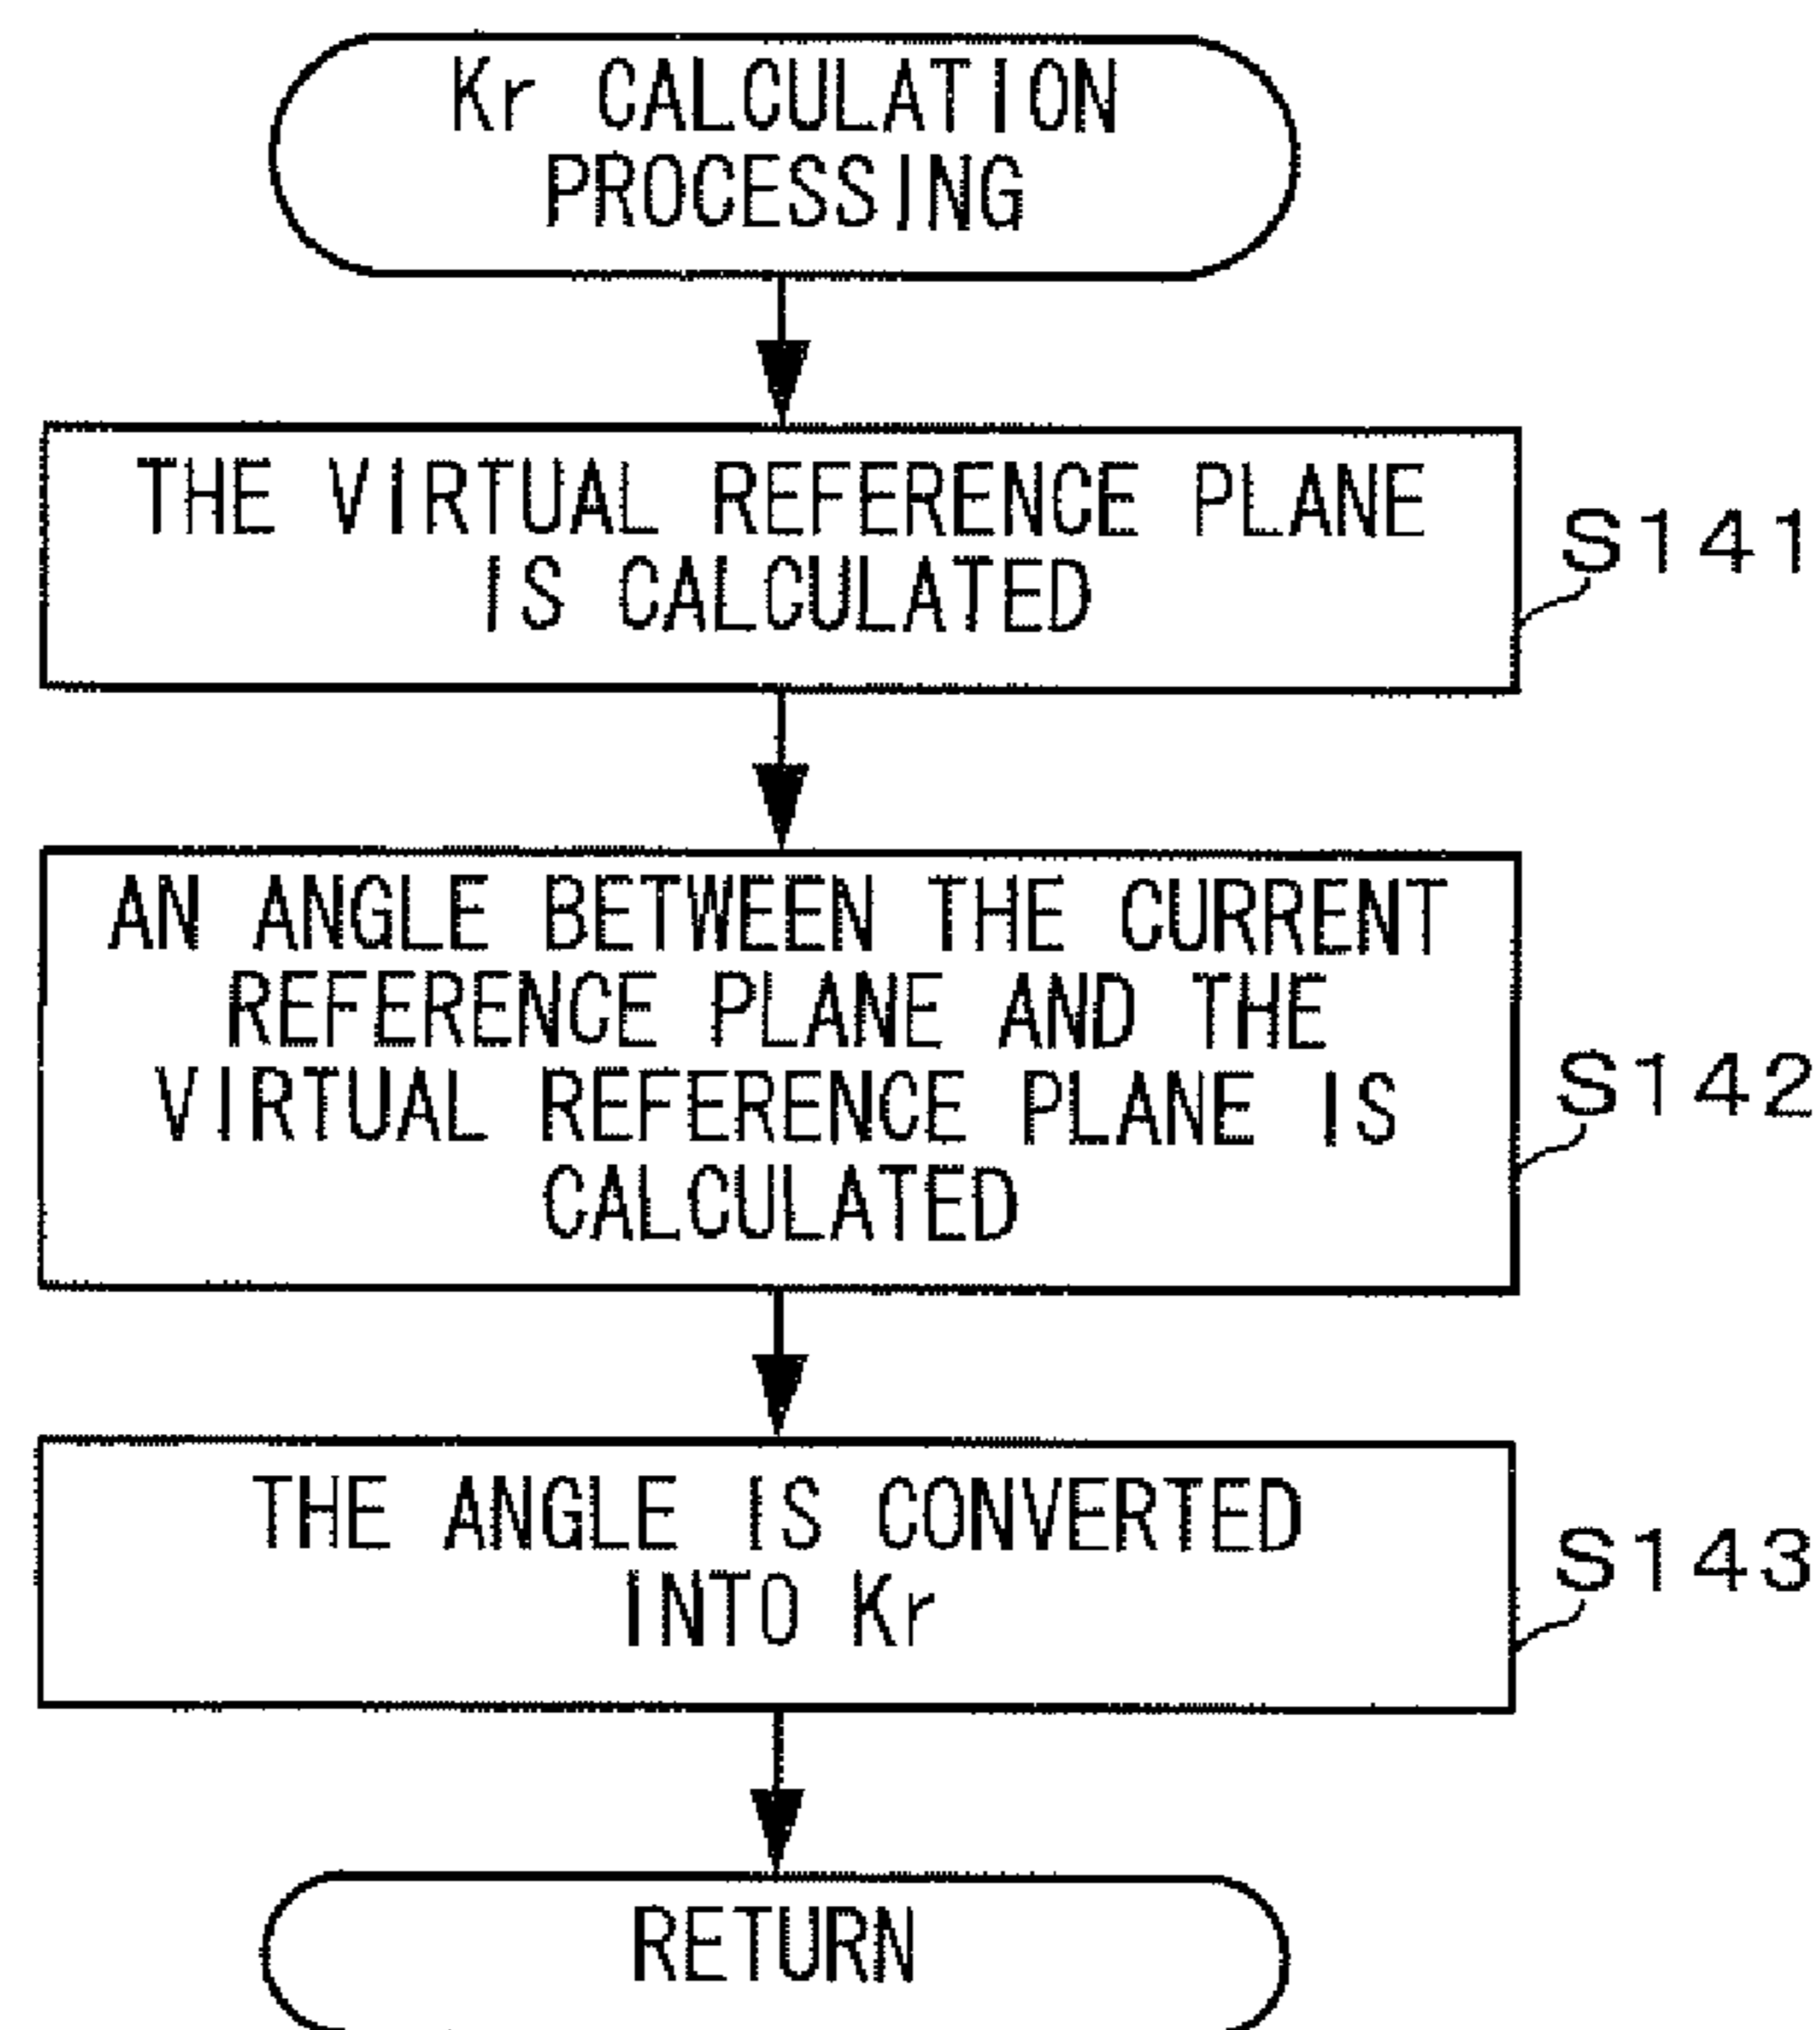 Kr CALCULATION
PROCESSING
THE VIRTUAL REFERENCE PLANE
IS CALCULATED
S141
AN ANGLE BETWEEN THE CURRENT
REFERENCE PLANE AND THE
VIRTUAL REFERENCE PLANE IS
CALCULATED
S142
THE ANGLE IS CONVERTED
INTO Kr
S143
RETURN